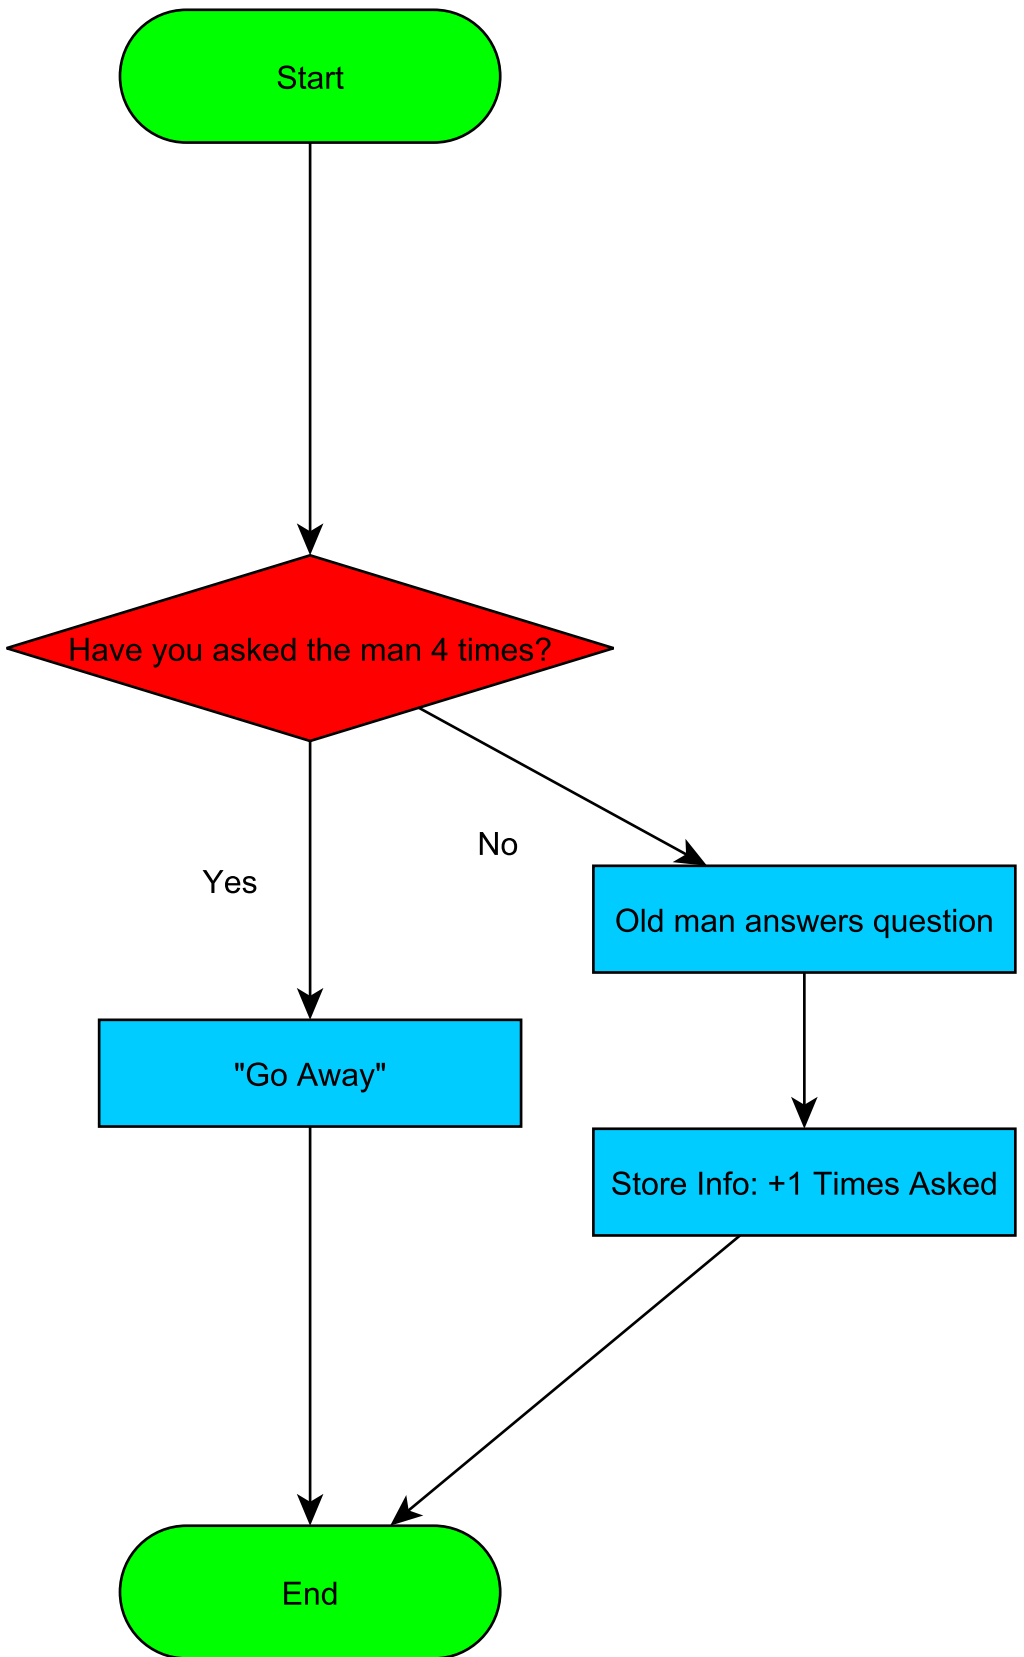 Start
Have you asked the man 4 times?
No
Yes
Old man answers question
"Go Away"
Store Info: +1 Times Asked
End